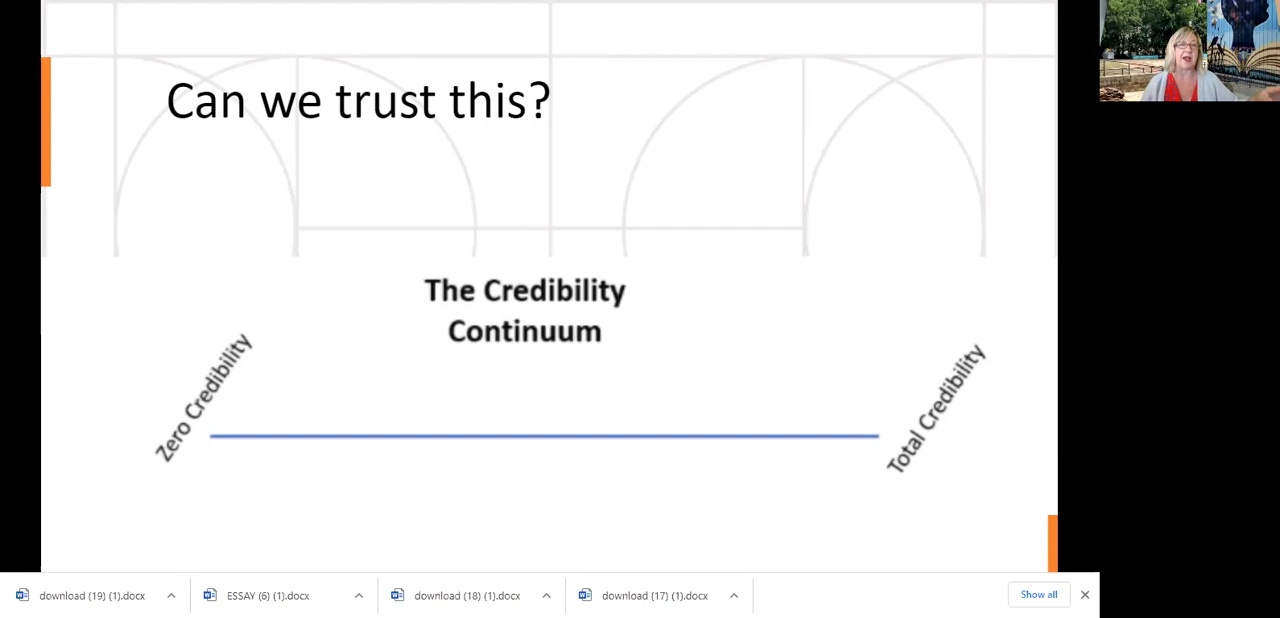 Can we trust this?
The Credibility
Continuum
Zero Credibility
Total Credibility
download (19) (1).docx
ESSAY (6) (1).docx
download (18) (1).docx
download (17) (1).docx
Show all